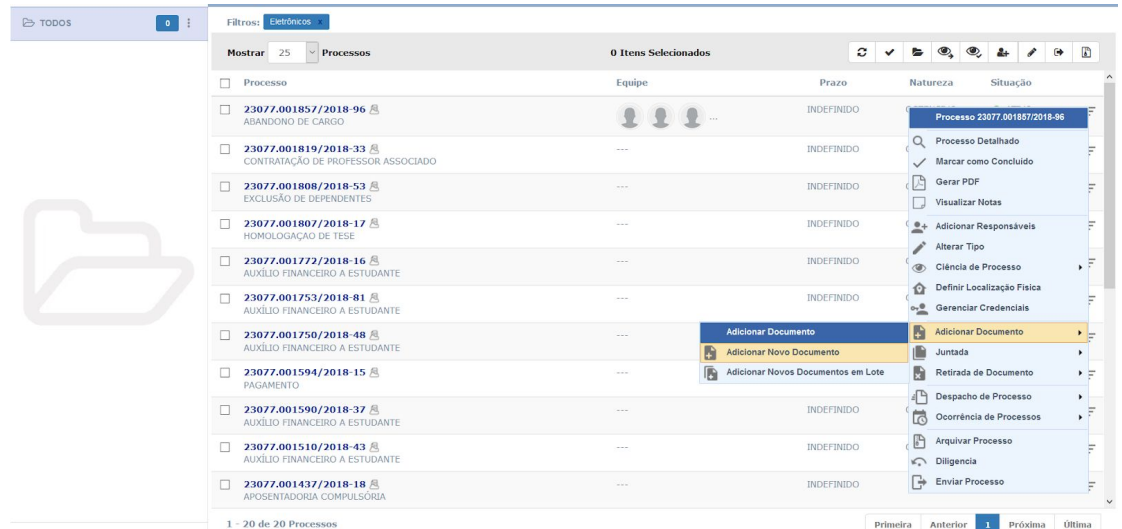 TODOS 0
Filtros: Eletrônicos x
Mostrar 25 Processos 0 Itens Selecionados
Processo Equipe Prazo Natureza Situação
23077.001857/2018-96 ... INDEFINIDO
ABANDONO DE CARGO
23077.001819/2018-33 --- INDEFINIDO
CONTRATAÇÃO DE PROFESSOR ASSOCIADO
23077.001808/2018-53 --- INDEFINIDO
EXCLUSÃO DE DEPENDENTES
23077.001807/2018-17 --- INDEFINIDO
HOMOLOGAÇAO DE TESE
23077.001772/2018-16 --- INDEFINIDO
AUXÍLIO FINANCEIRO A ESTUDANTE
23077.001753/2018-81 --- INDEFINIDO
AUXÍLIO FINANCEIRO A ESTUDANTE
23077.001750/2018-48 ---
AUXÍLIO FINANCEIRO A ESTUDANTE
23077.001594/2018-15 ---
PAGAMENTO
23077.001590/2018-37 --- INDEFINIDO
AUXÍLIO FINANCEIRO A ESTUDANTE
23077.001510/2018-43 --- INDEFINIDO
AUXÍLIO FINANCEIRO A ESTUDANTE
23077.001437/2018-18 --- INDEFINIDO
APOSENTADORIA COMPULSÓRIA
Processo 23077.001857/2018-96
Processo Detalhado
Marcar como Concluído
Gerar PDF
Visualizar Notas
Adicionar Responsáveis
Alterar Tipo
Ciência de Processo
Definir Localização Física
Gerenciar Credenciais
Adicionar Documento
Juntada
Retirada de Documento
Despacho de Processo
Ocorrência de Processos
Arquivar Processo
Diligencia
Enviar Processo
Adicionar Documento
Adicionar Novo Documento
Adicionar Novos Documentos em Lote
1 - 20 de 20 Processos Primeira Anterior 1 Próxima Última